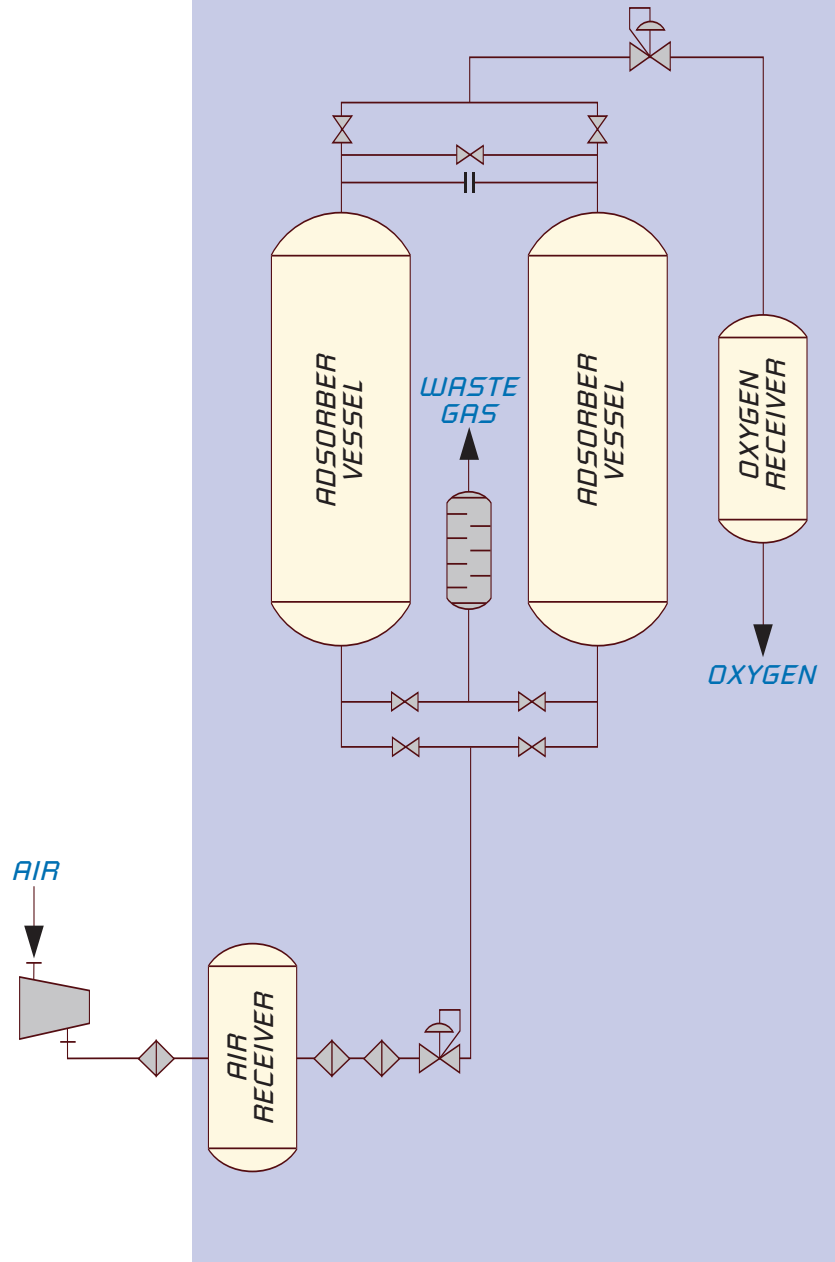 ADSORBER
VESSEL
WASTE
GAS
ADSORBER
VESSEL
OXYGEN
RECEIVER
OXYGEN
AIR
AIR
RECEIVER